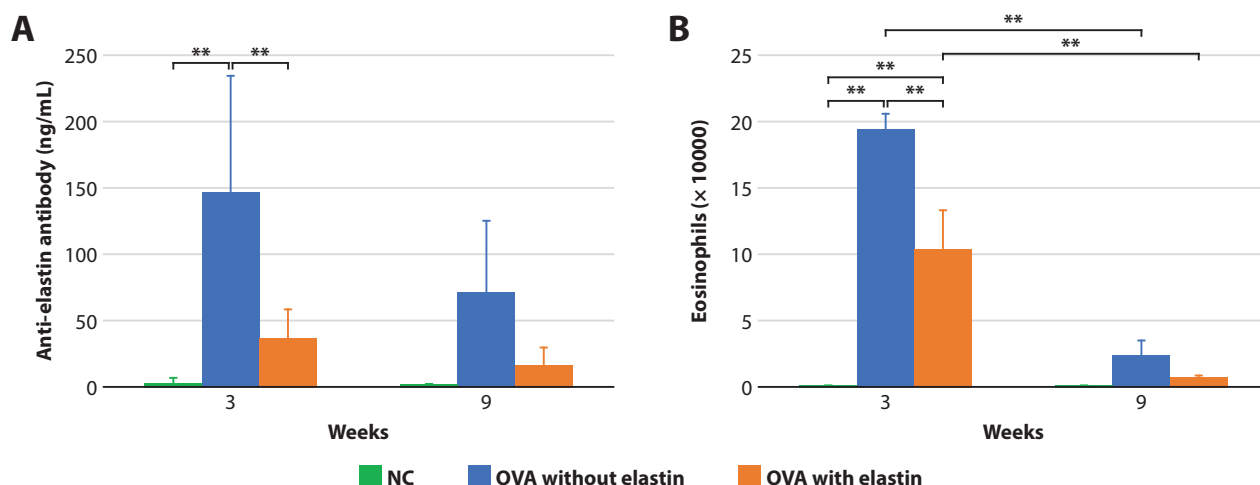 A
Anti-elastin antibody (ng/mL)
250
200
150
100
50
0
** **
3 9
Weeks
B
Eosinophils (× 10000)
25
20
15
10
5
0
**
**
**
** **
3 9
Weeks
NC OVA without elastin OVA with elastin